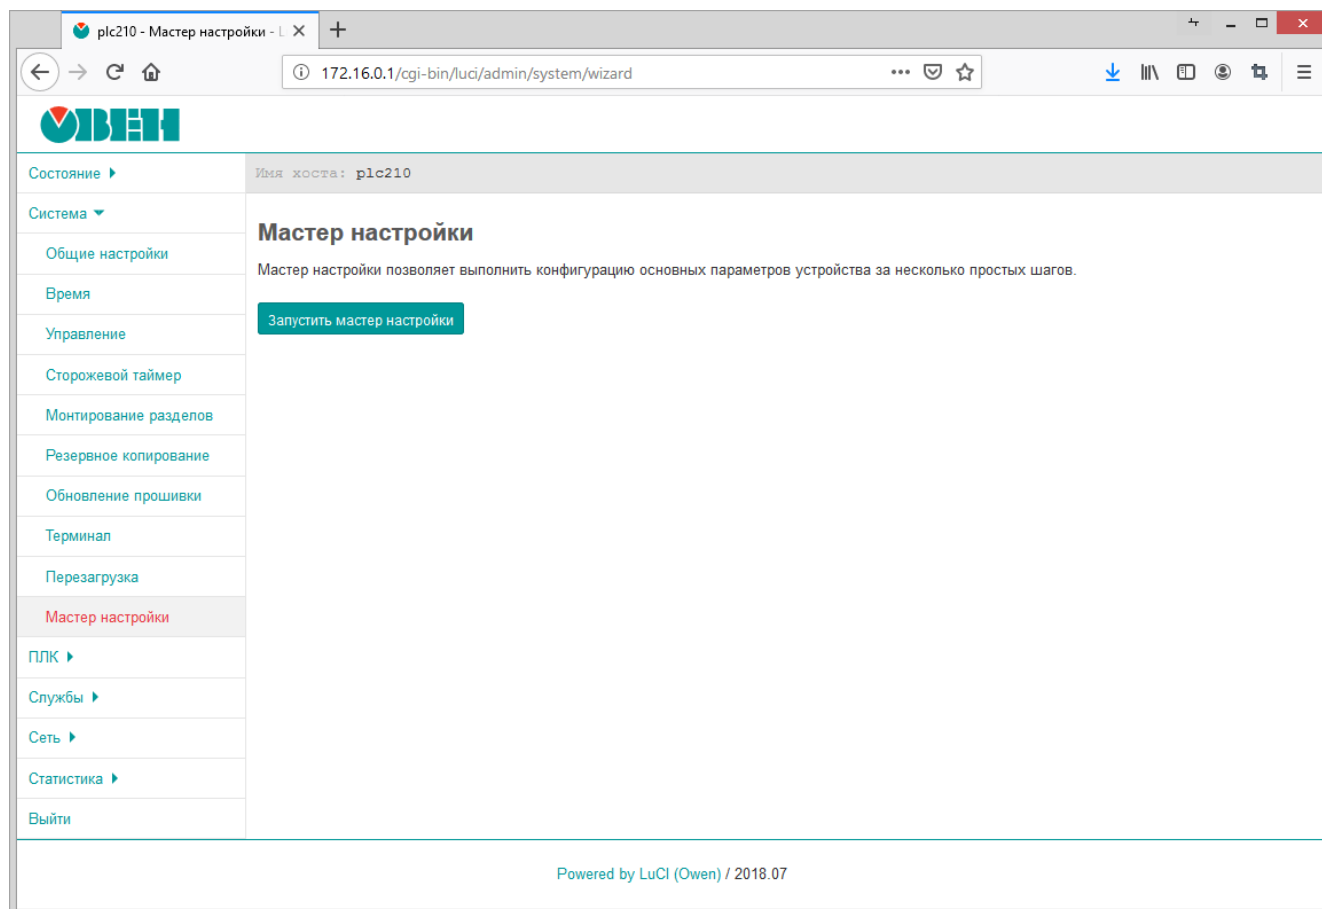 plc210 - Мастер настройки - L
172.16.0.1/cgi-bin/luci/admin/system/wizard
ОВЕН
Состояние
Имя хоста: plc210
Система
Мастер настройки
Общие настройки
Мастер настройки позволяет выполнить конфигурацию основных параметров устройства за несколько простых шагов.
Время
Запустить мастер настройки
Управление
Сторожевой таймер
Монтирование разделов
Резервное копирование
Обновление прошивки
Терминал
Перезагрузка
Мастер настройки
ПЛК
Службы
Сеть
Статистика
Выйти
Powered by LuCI (Owen) / 2018.07